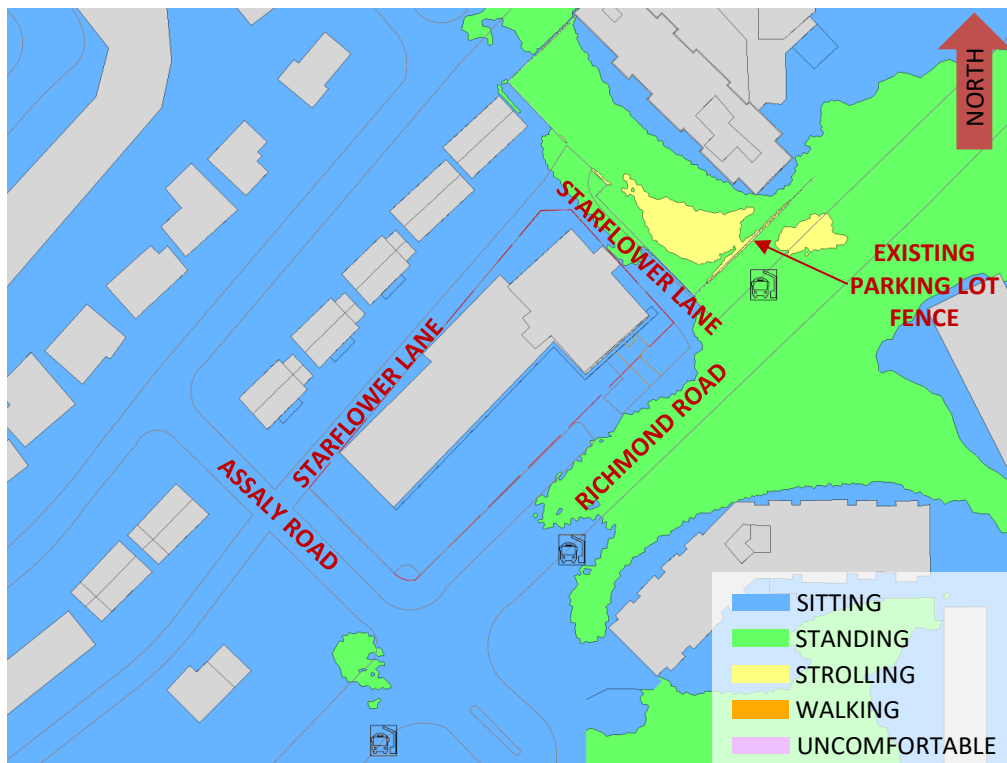 NORTH
STARFLOWER LANE
EXISTING
PARKING LOT
FENCE
STARFLOWER LANE
RICHMOND ROAD
ASSALY ROAD
SITTING
STANDING
STROLLING
WALKING
UNCOMFORTABLE